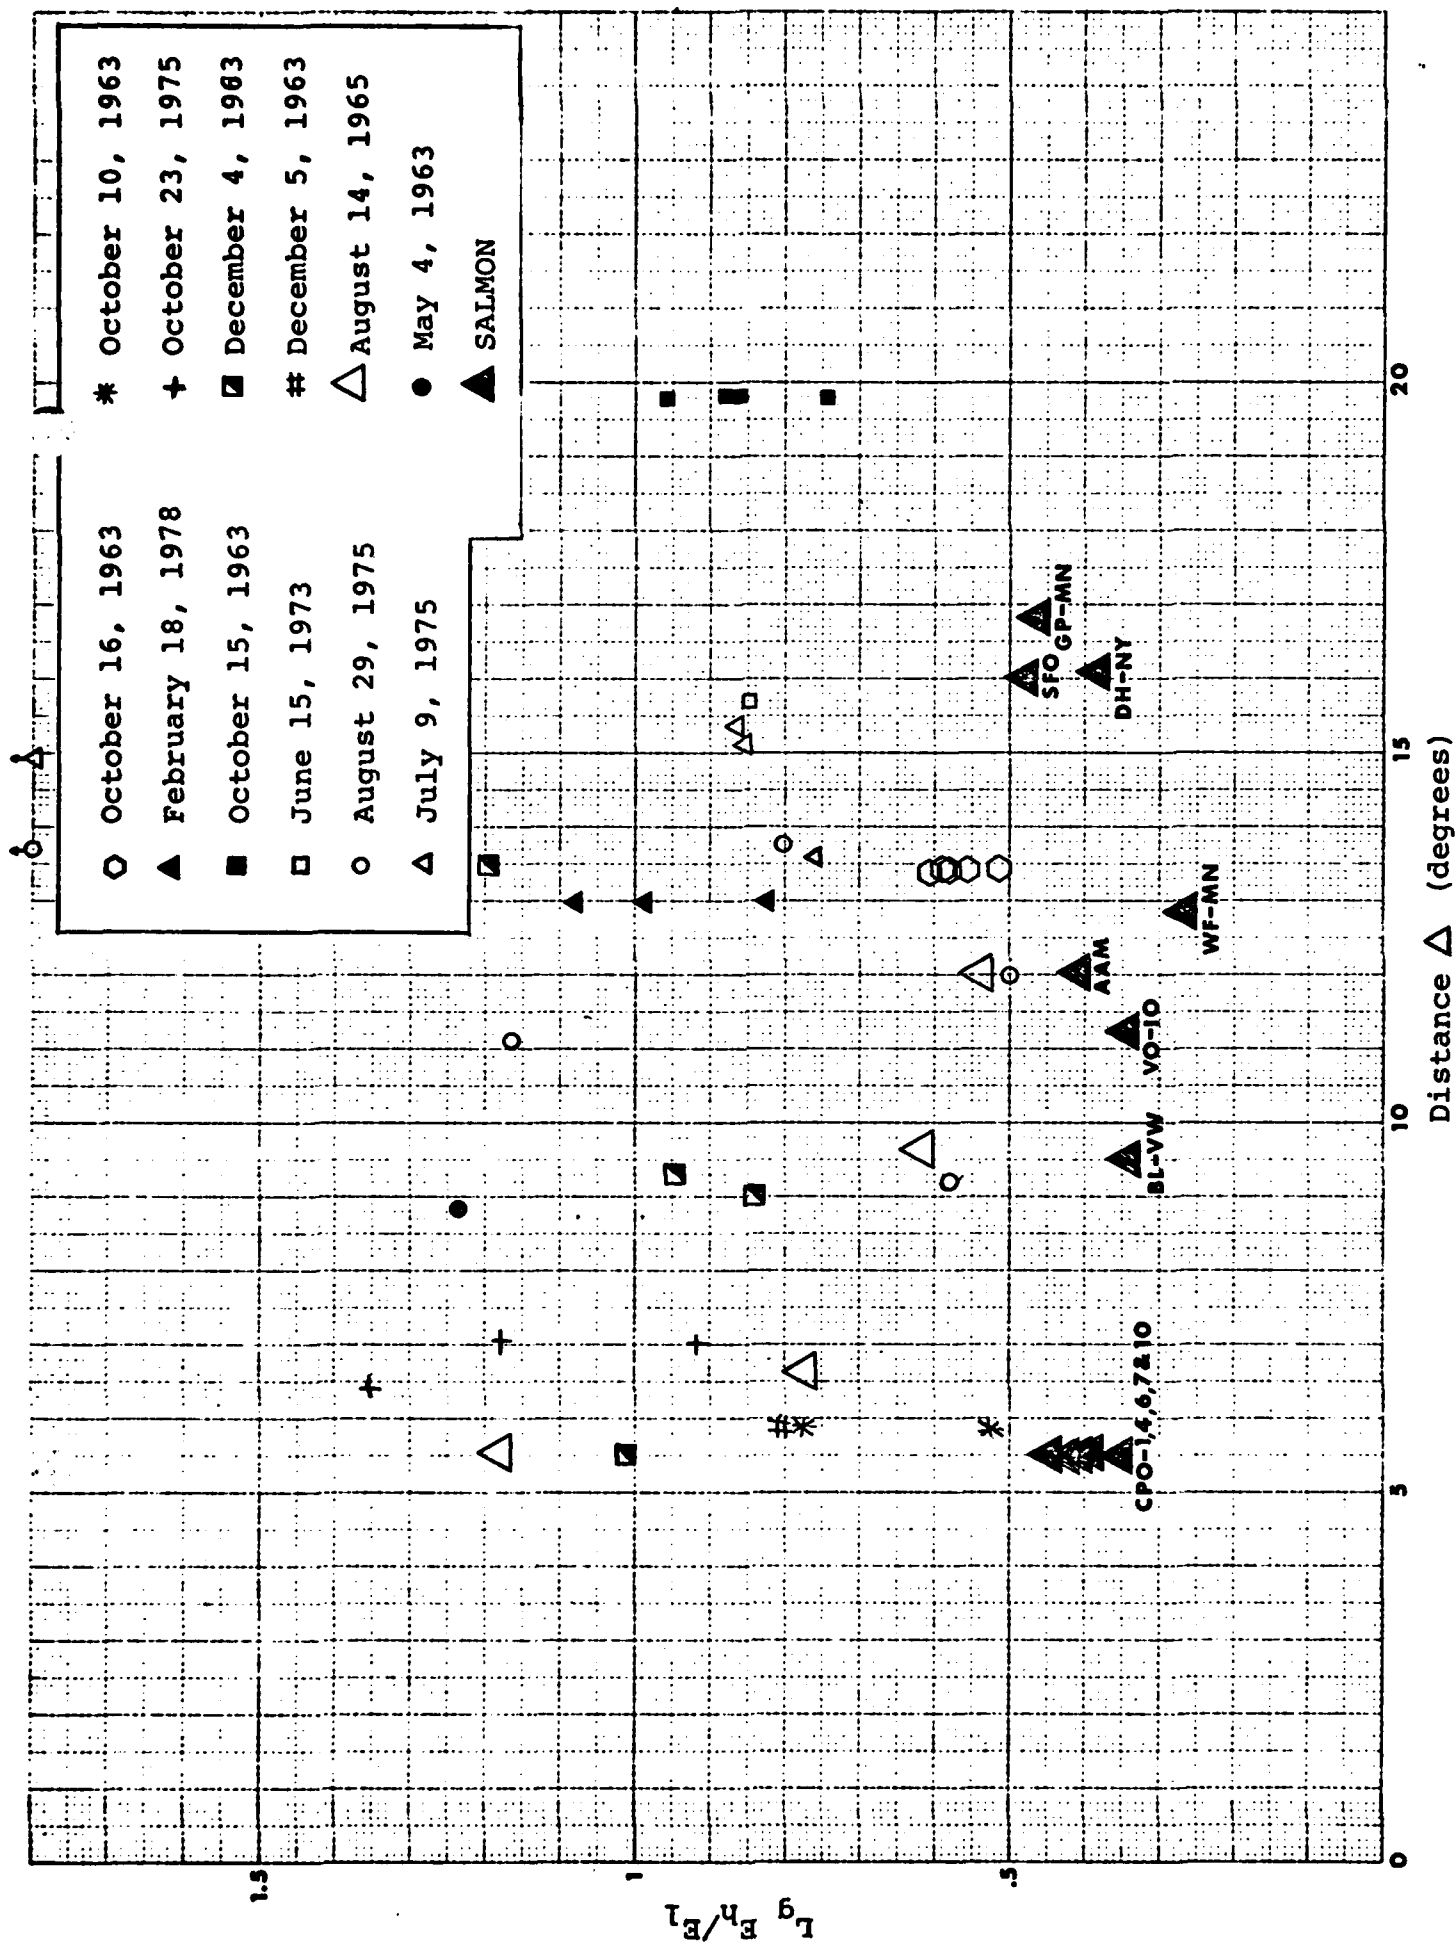 October 16, 1963
February 18, 1978
October 15, 1963
June 15, 1973
August 29, 1975
July 9, 1975
* October 10, 1963
+ October 23, 1975
December 4, 1963
# December 5, 1963
August 14, 1965
May 4, 1963
SALMON
1.5
1
.5
Lg Eh/El
CPO-1,4,6,7&10
BL-VW
VO-IO
AAM
WF-MN
SFO
GP-MN
DH-NY
0
5
10
15
20
Distance Δ (degrees)